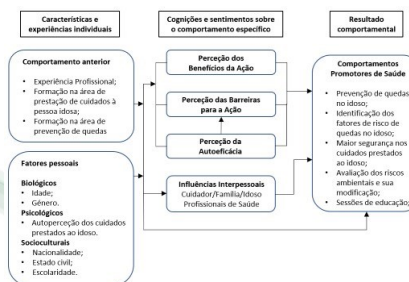 Características e
experiências individuais
Cognições e sentimentos sobre
o comportamento específico
Resultado
comportamental
Comportamento anterior
• Experiência Profissional;
• Formação na área de
prestação de cuidados à
pessoa idosa;
• Formação na área de
prevenção de quedas
Fatores pessoais
Biológicos
• Idade;
• Género.
Psicológicos
• Autoperceção dos cuidados
prestados ao idoso.
Socioculturais
• Nacionalidade;
• Estado civil;
• Escolaridade.
Perceção dos
Benefícios da Ação
Perceção das Barreiras
para a Ação
Perceção da
Autoeficácia
Influências Interpessoais
Cuidador/Família/Idoso
Profissionais de Saúde
Comportamentos
Promotores de Saúde
• Prevenção de quedas
no idoso;
• Identificação dos
fatores de risco de
quedas no idoso;
• Maior segurança nos
cuidados prestados
ao idoso;
• Avaliação dos riscos
ambientais e sua
modificação;
• Sessões de educação;